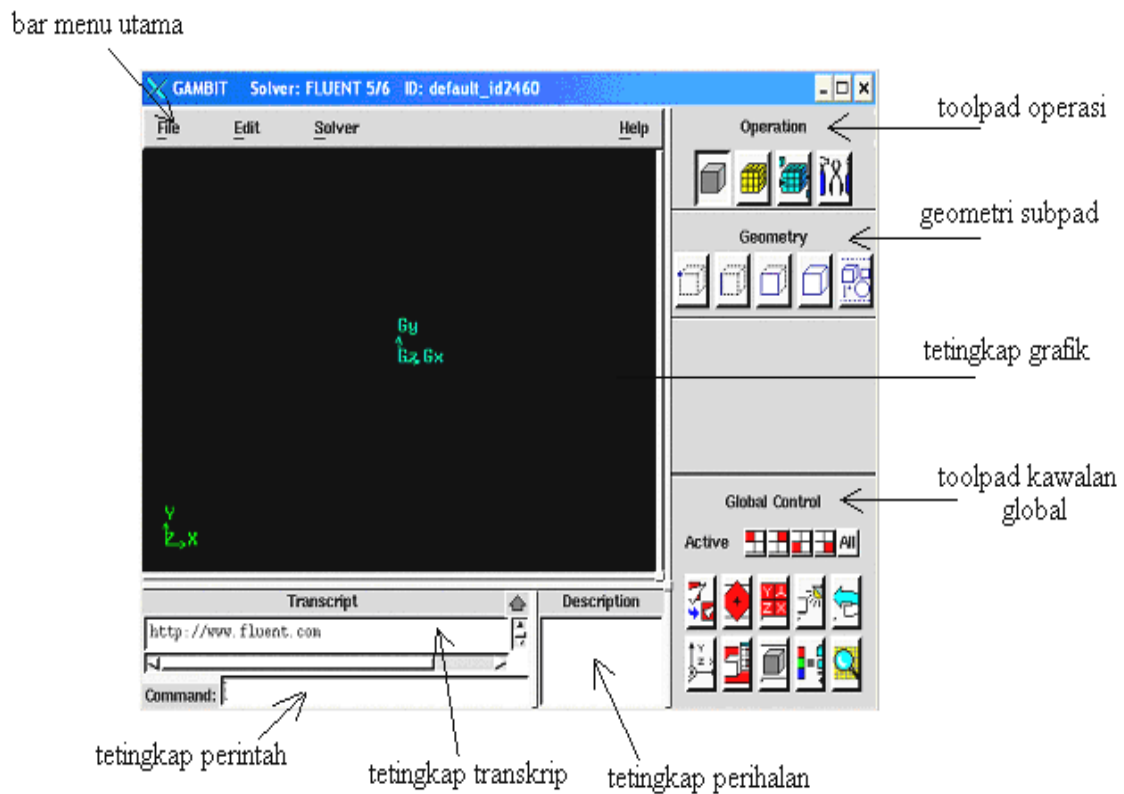 bar menu utama
GAMBIT Solver: FLUENT 5/6 ID: default_id2460
File Edit Solver Help
Operation
toolpad operasi
Geometry
geometri subpad
Gy
Gz Gx
tetingkap grafik
Global Control
toolpad kawalan
global
Active All
Y
Z X
Transcript
Description
http://www.fluent.com
Command:
tetingkap perintah
tetingkap transkrip
tetingkap perihalan